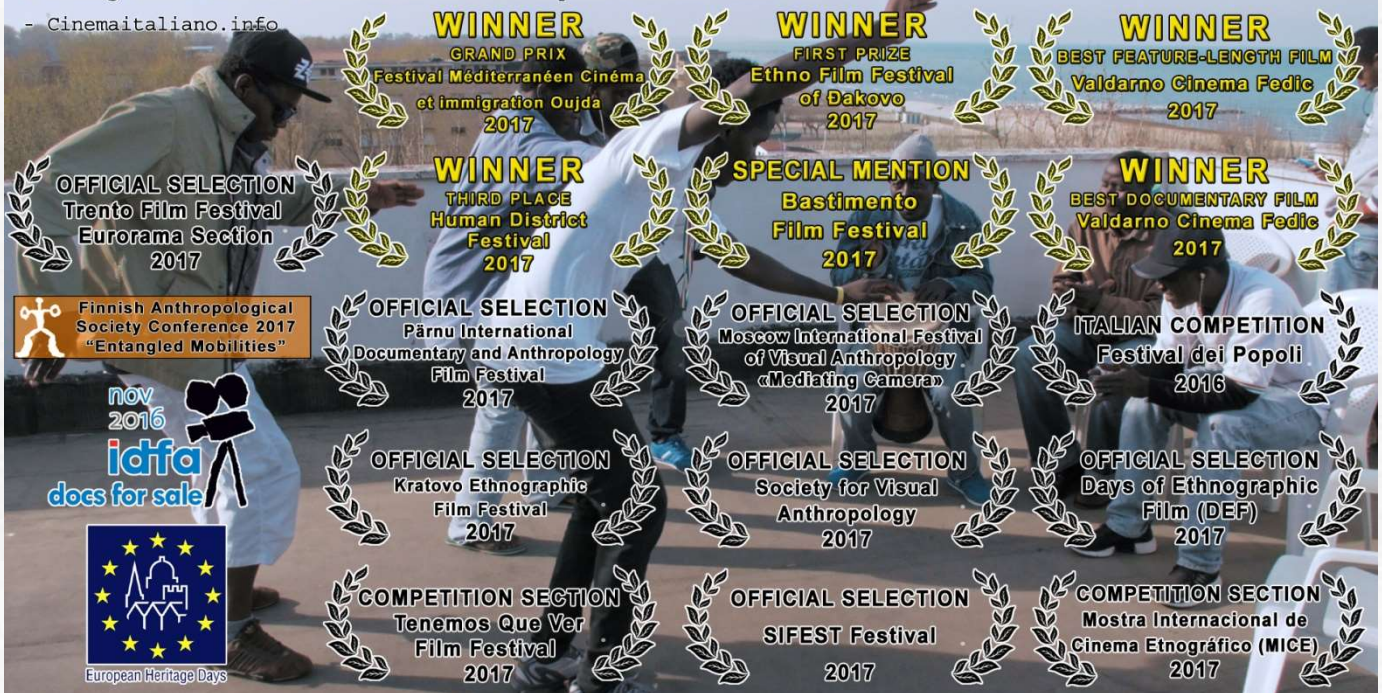 - Cinemaitaliano.info
WINNER
GRAND PRIX
Festival Méditerranéen Cinéma
et immigration Oujda
2017
WINNER
FIRST PRIZE
Ethno Film Festival
of Đakovo
2017
WINNER
BEST FEATURE-LENGTH FILM
Valdarno Cinema Fedic
2017
OFFICIAL SELECTION
Trento Film Festival
Eurorama Section
2017
WINNER
THIRD PLACE
Human District
Festival
2017
SPECIAL MENTION
Bastimento
Film Festival
2017
WINNER
BEST DOCUMENTARY FILM
Valdarno Cinema Fedic
2017
Finnish Anthropological
Society Conference 2017
"Entangled Mobilities"
OFFICIAL SELECTION
Pärnu International
Documentary and Anthropology
Film Festival
2017
OFFICIAL SELECTION
Moscow International Festival
of Visual Anthropology
«Mediating Camera»
2017
ITALIAN COMPETITION
Festival dei Popoli
2016
nov
2016
idfa
docs for sale
OFFICIAL SELECTION
Kratovo Ethnographic
Film Festival
2017
OFFICIAL SELECTION
Society for Visual
Anthropology
2017
OFFICIAL SELECTION
Days of Ethnographic
Film (DEF)
2017
European Heritage Days
COMPETITION SECTION
Tenemos Que Ver
Film Festival
2017
OFFICIAL SELECTION
SIFEST Festival
2017
COMPETITION SECTION
Mostra Internacional de
Cinema Etnográfico (MICE)
2017